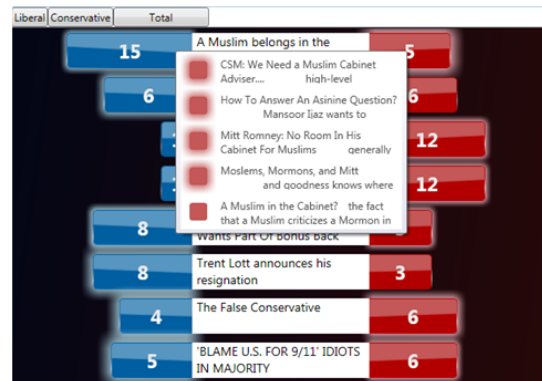 Liberal Conservative Total
15 A Muslim belongs in the 5
CSM: We Need a Muslim Cabinet
Adviser.... high-level
6 6
How To Answer An Asinine Question?
Mansoor Ijaz wants to
12
Mitt Romney: No Room In His
Cabinet For Muslims generally
12
Moslems, Mormons, and Mitt
and goodness knows where
A Muslim in the Cabinet? the fact
that a Muslim criticizes a Mormon in
8 Wants Part Of Bonus Back
8 Trent Lott announces his 3
resignation
4 The False Conservative 6
5 'BLAME U.S. FOR 9/11' IDIOTS 6
IN MAJORITY